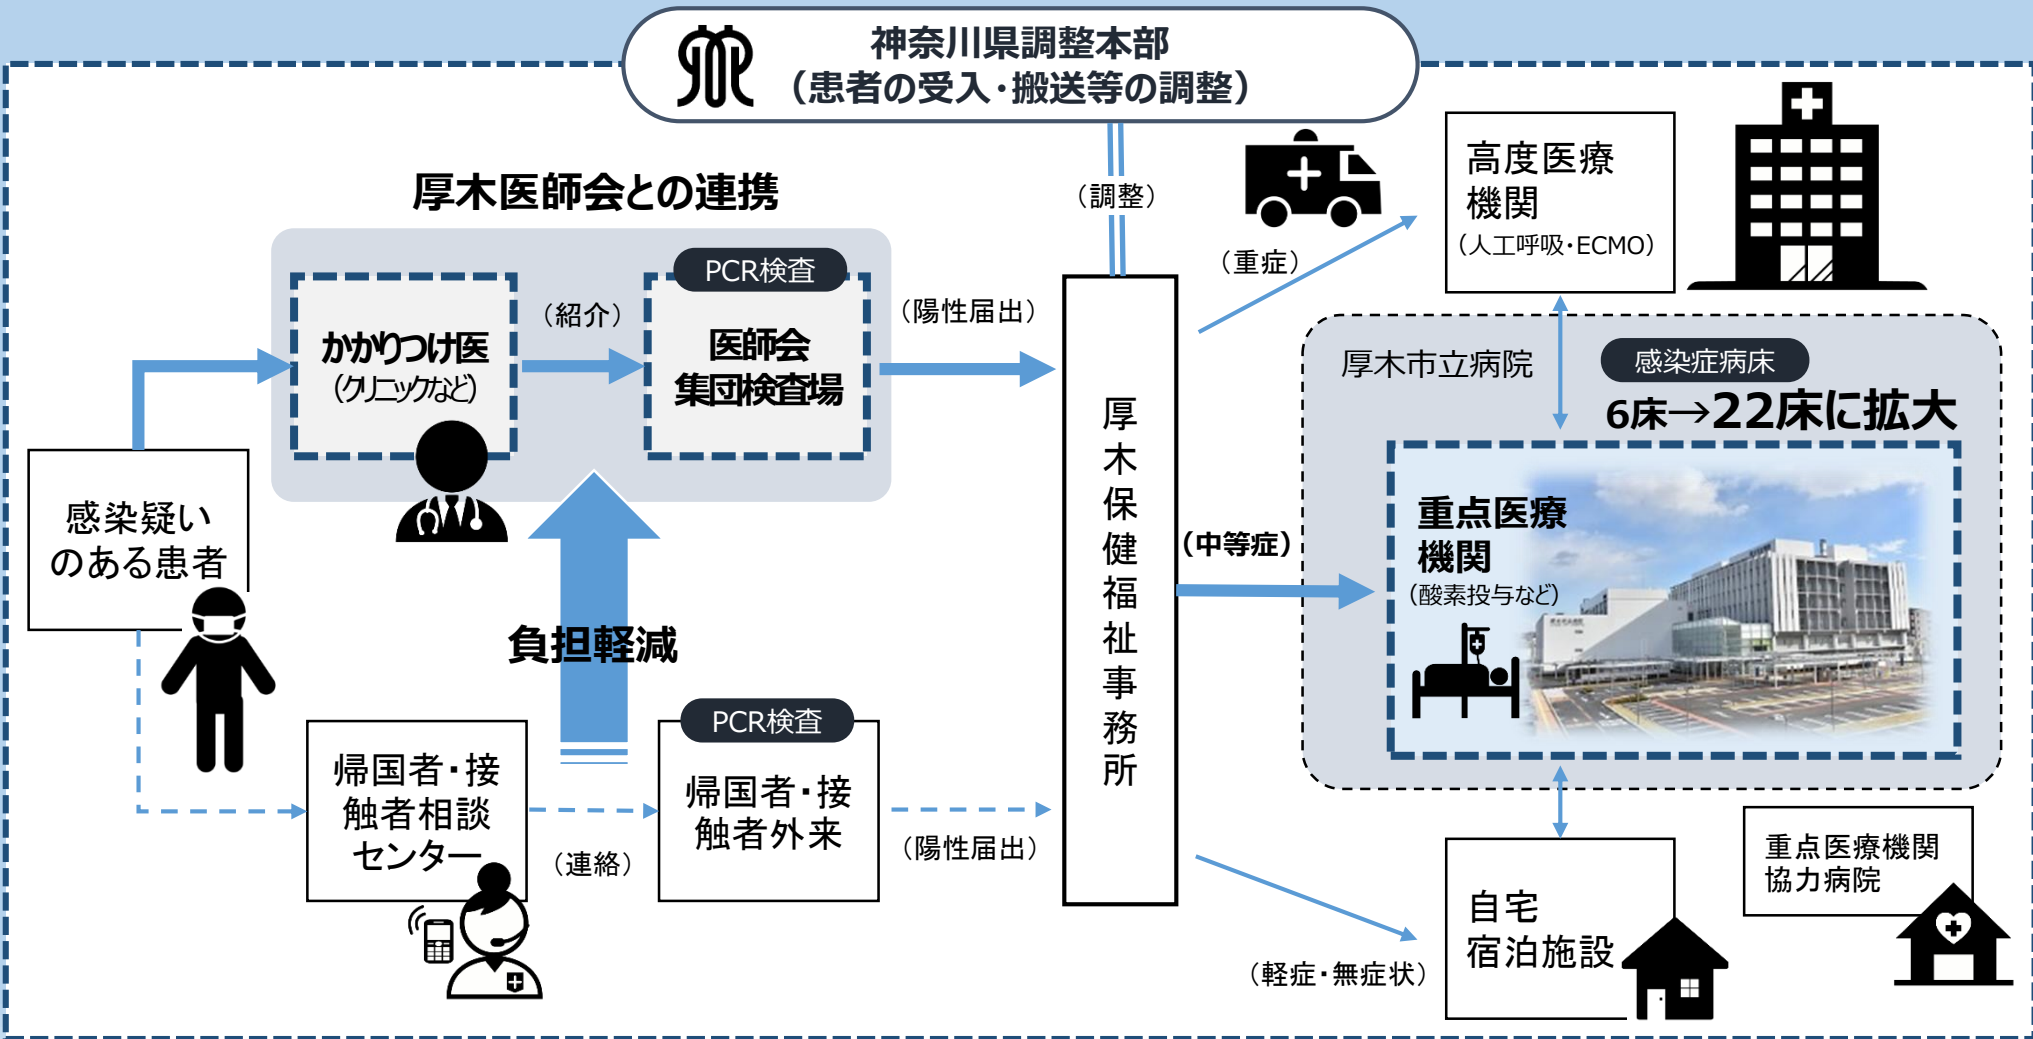 神奈川県調整本部
（患者の受入・搬送等の調整）
厚木医師会との連携
（調整）
高度医療
機関
（人工呼吸・ECMO）
（重症）
PCR検査
かかりつけ医
（クリニックなど）
（紹介）
医師会
集団検査場
（陽性届出）
厚木市立病院
感染症病床
6床→22床に拡大
感染疑い
のある患者
厚木保健福祉事務所
（中等症）
重点医療
機関
（酸素投与など）
負担軽減
PCR検査
帰国者・接
触者相談
センター
（連絡）
帰国者・接
触者外来
（陽性届出）
（軽症・無症状）
自宅
宿泊施設
重点医療機関
協力病院